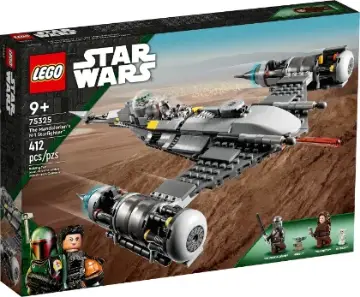 LEGO
STAR
WARS
9+
75325
The Mandalorian's
N-1 Starfighter
412
pcs/pzs